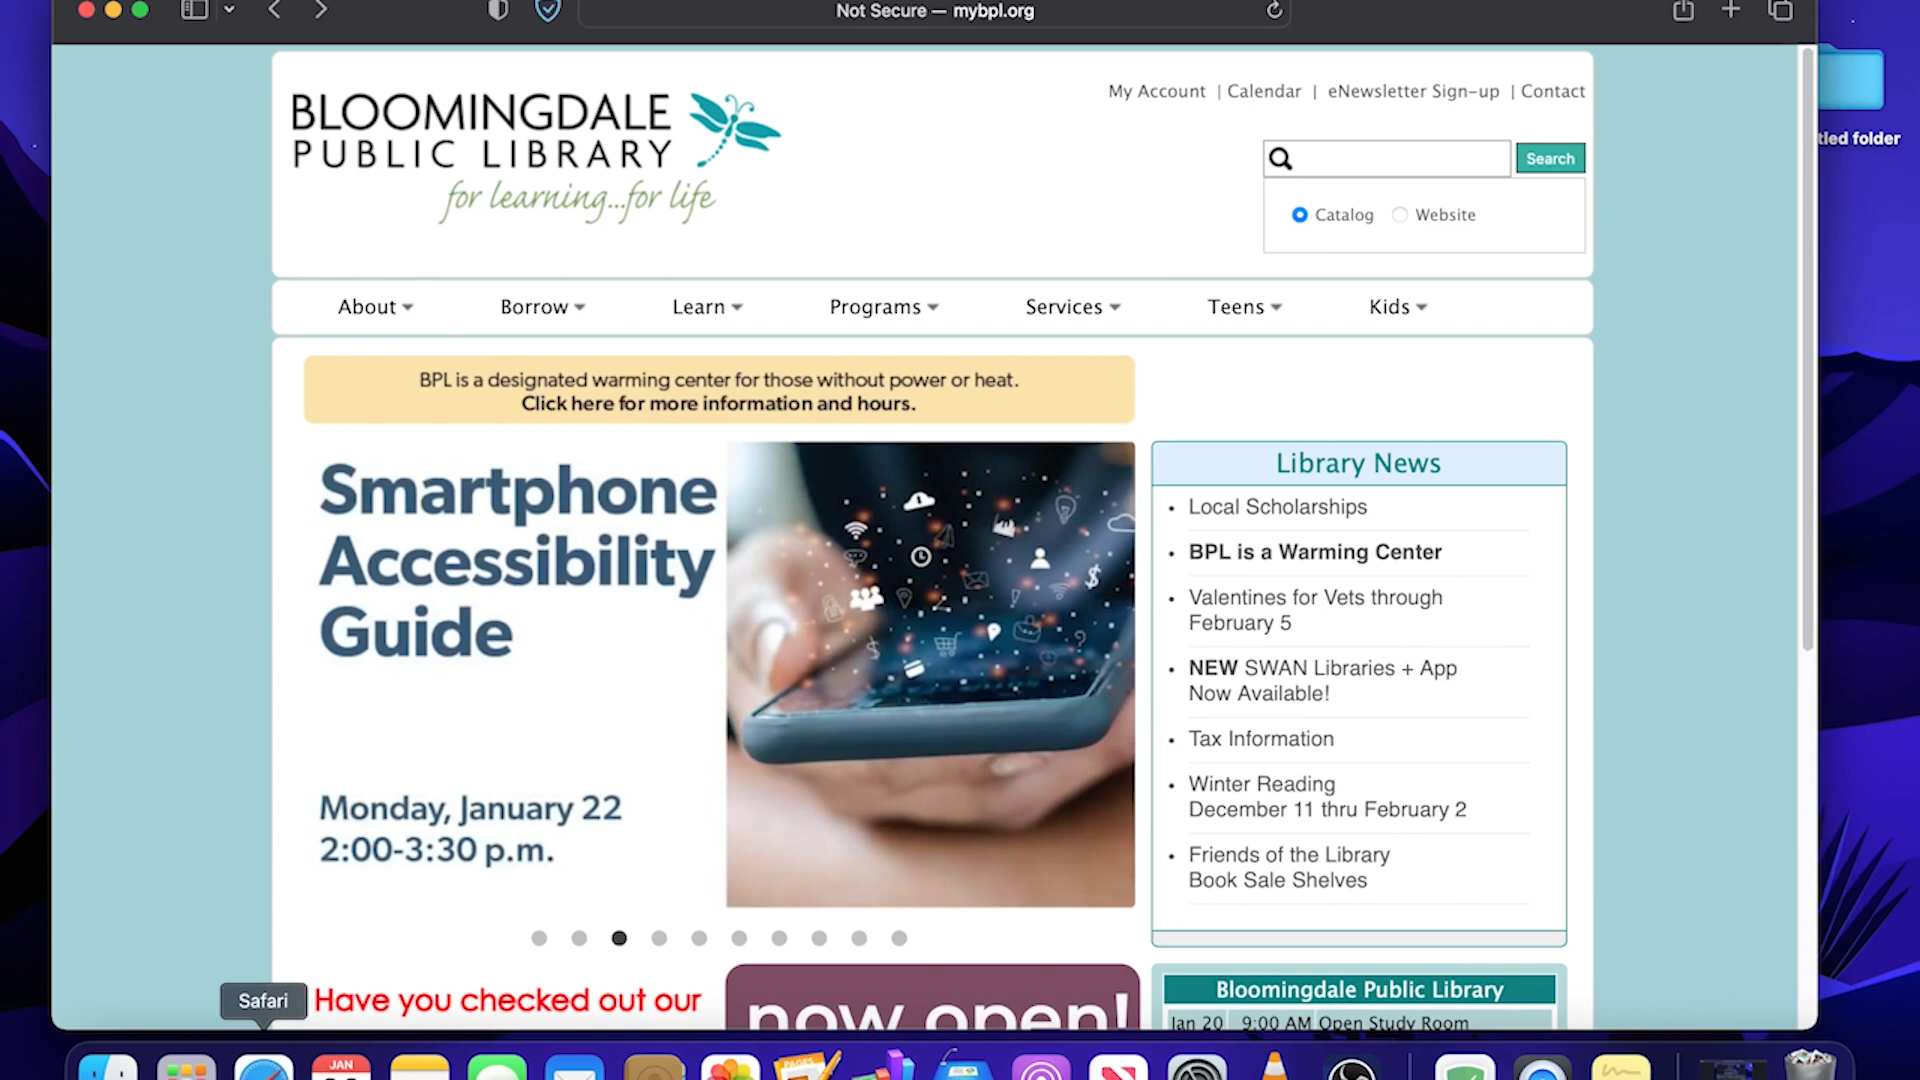 Not Secure — mybpl.org
tled folder
BLOOMINGDALE
PUBLIC LIBRARY
for learning...for life
My Account | Calendar | eNewsletter Sign-up | Contact
Search
Catalog Website
About Borrow Learn Programs Services Teens Kids
BPL is a designated warming center for those without power or heat.
Click here for more information and hours.
Smartphone
Accessibility
Guide
Monday, January 22
2:00-3:30 p.m.
Library News
Local Scholarships
BPL is a Warming Center
Valentines for Vets through
February 5
NEW SWAN Libraries + App
Now Available!
Tax Information
Winter Reading
December 11 thru February 2
Friends of the Library
Book Sale Shelves
Safari
Have you checked out our
now open!
Bloomingdale Public Library
Jan 20 9:00 AM Open Study Room
JAN
PAGES